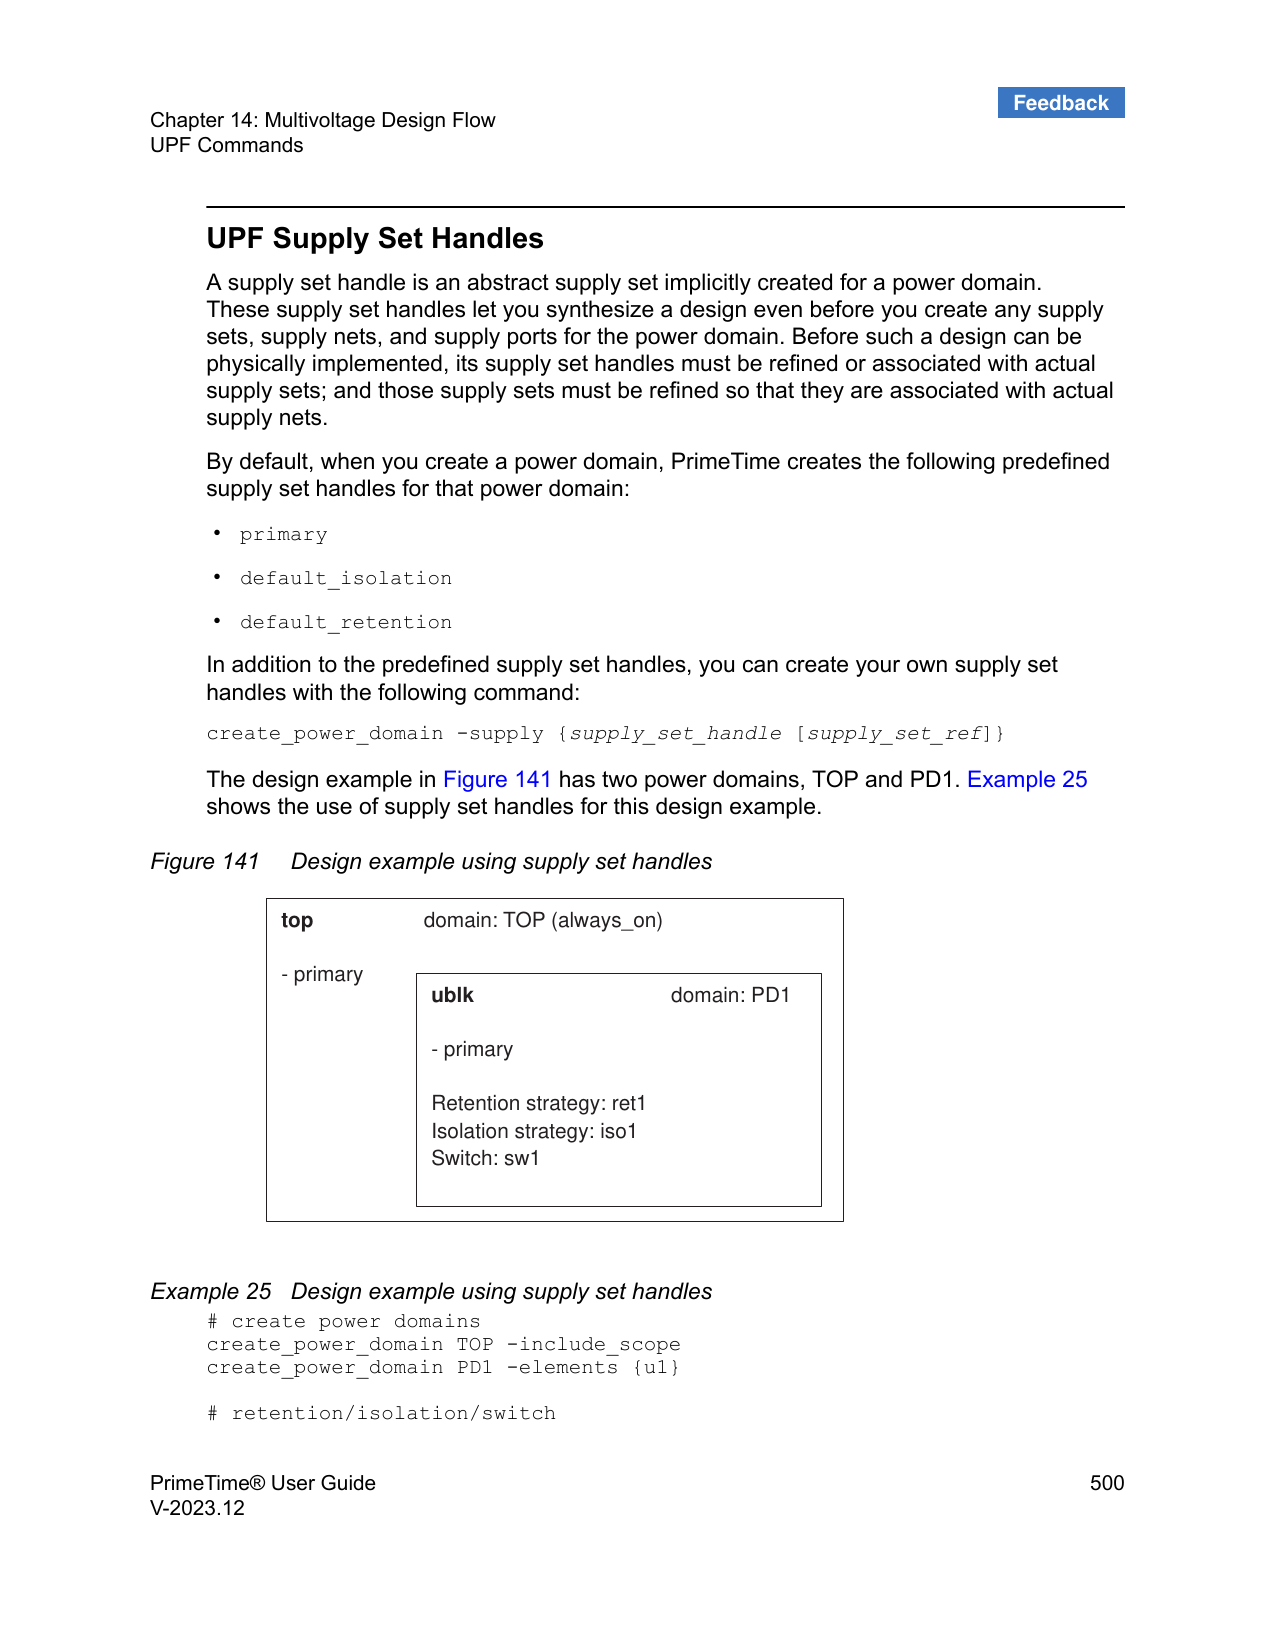 Feedback
Chapter 14: Multivoltage Design Flow
UPF Commands
UPF Supply Set Handles
A supply set handle is an abstract supply set implicitly created for a power domain.
These supply set handles let you synthesize a design even before you create any supply
sets, supply nets, and supply ports for the power domain. Before such a design can be
physically implemented, its supply set handles must be refined or associated with actual
supply sets; and those supply sets must be refined so that they are associated with actual
supply nets.
By default, when you create a power domain, PrimeTime creates the following predefined
supply set handles for that power domain:
• primary
• default_isolation
• default_retention
In addition to the predefined supply set handles, you can create your own supply set
handles with the following command:
create_power_domain -supply {supply_set_handle [supply_set_ref]}
The design example in Figure 141 has two power domains, TOP and PD1. Example 25
shows the use of supply set handles for this design example.
Figure 141 Design example using supply set handles
top domain: TOP (always_on)
- primary
ublk domain: PD1
- primary
Retention strategy: ret1
Isolation strategy: iso1
Switch: sw1
Example 25 Design example using supply set handles
# create power domains
create_power_domain TOP -include_scope
create_power_domain PD1 -elements {u1}
# retention/isolation/switch
PrimeTime® User Guide 500
V-2023.12